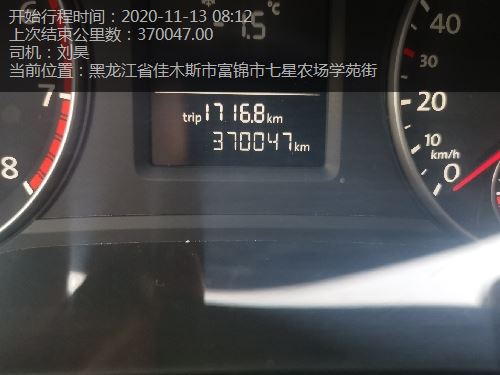 开始行程时间：2020-11-13 08:12
上次结束公里数：370047.00
司机：刘昊
当前位置：黑龙江省佳木斯市富锦市七星农场学苑街
.5℃
30
7
20
trip 1716.8 km
370047 km
10
km/h
8
0